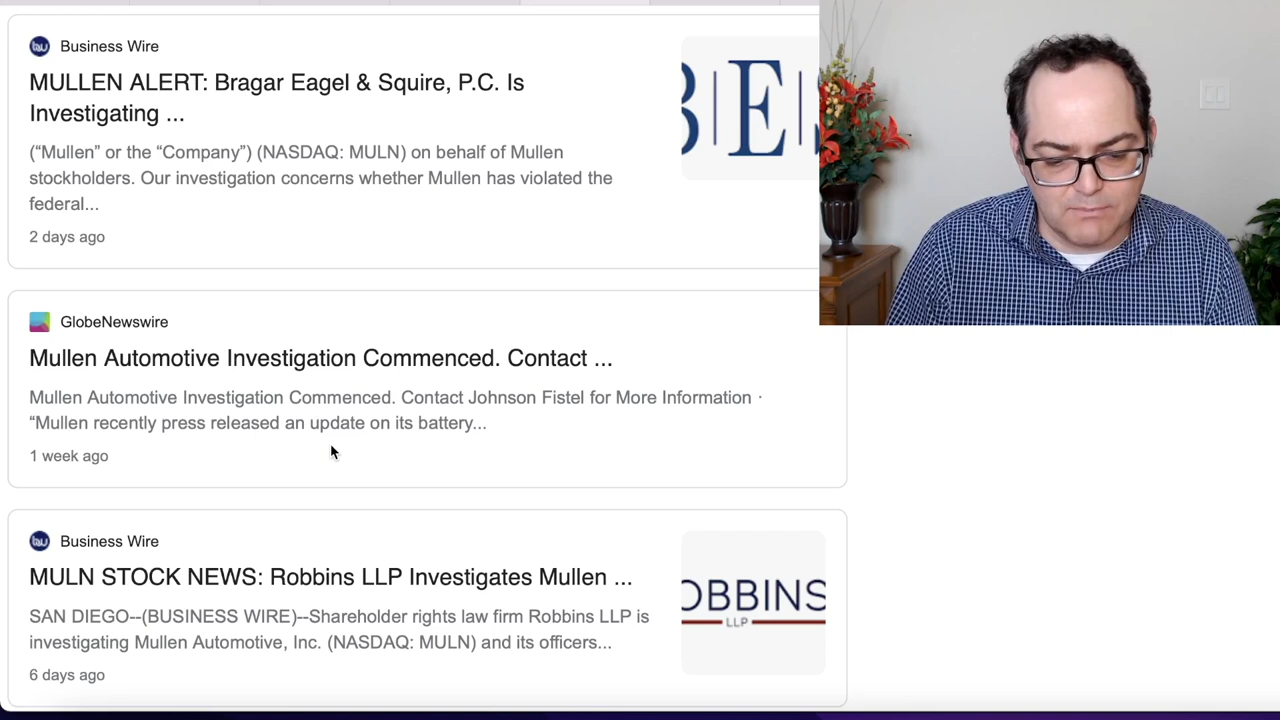 Business Wire
MULLEN ALERT: Bragar Eagel & Squire, P.C. Is
Investigating ...
(“Mullen” or the “Company”) (NASDAQ: MULN) on behalf of Mullen
stockholders. Our investigation concerns whether Mullen has violated the
federal...
2 days ago
B|E|S
GlobeNewswire
Mullen Automotive Investigation Commenced. Contact ...
Mullen Automotive Investigation Commenced. Contact Johnson Fistel for More Information ·
“Mullen recently press released an update on its battery...
1 week ago
Business Wire
MULN STOCK NEWS: Robbins LLP Investigates Mullen ...
SAN DIEGO--(BUSINESS WIRE)--Shareholder rights law firm Robbins LLP is
investigating Mullen Automotive, Inc. (NASDAQ: MULN) and its officers...
6 days ago
OBBINS
LLP